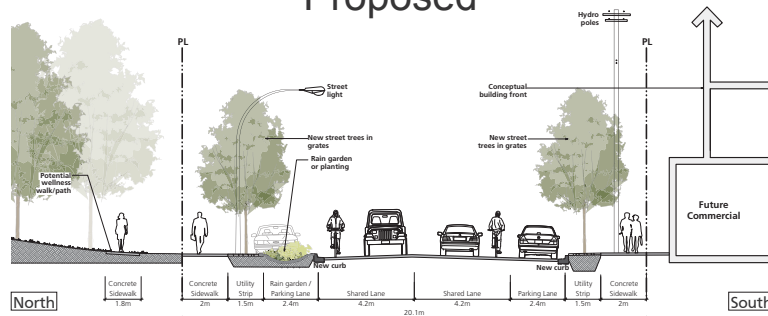 Proposed
Hydro
poles
PL
PL
Street
light
Conceptual
building front
New street trees in
grates
New street
trees in grates
Rain garden
or planting
Potential
wellness
walk/path
Future
Commercial
New curb
New curb
North
Concrete
Sidewalk
1.8m
Concrete
Sidewalk
2m
Utility
Strip
1.5m
Rain garden /
Parking Lane
2.4m
Shared Lane
4.2m
Shared Lane
4.2m
Parking Lane
2.4m
Utility
Strip
1.5m
Concrete
Sidewalk
2m
South
20.1m